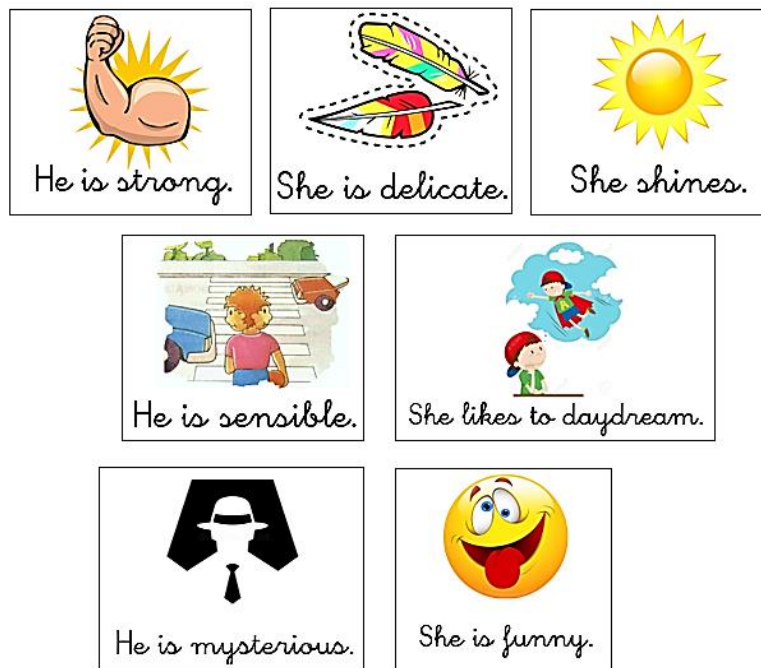 He is strong.
She is delicate.
She shines.
He is sensible.
She likes to daydream.
He is mysterious.
She is funny.